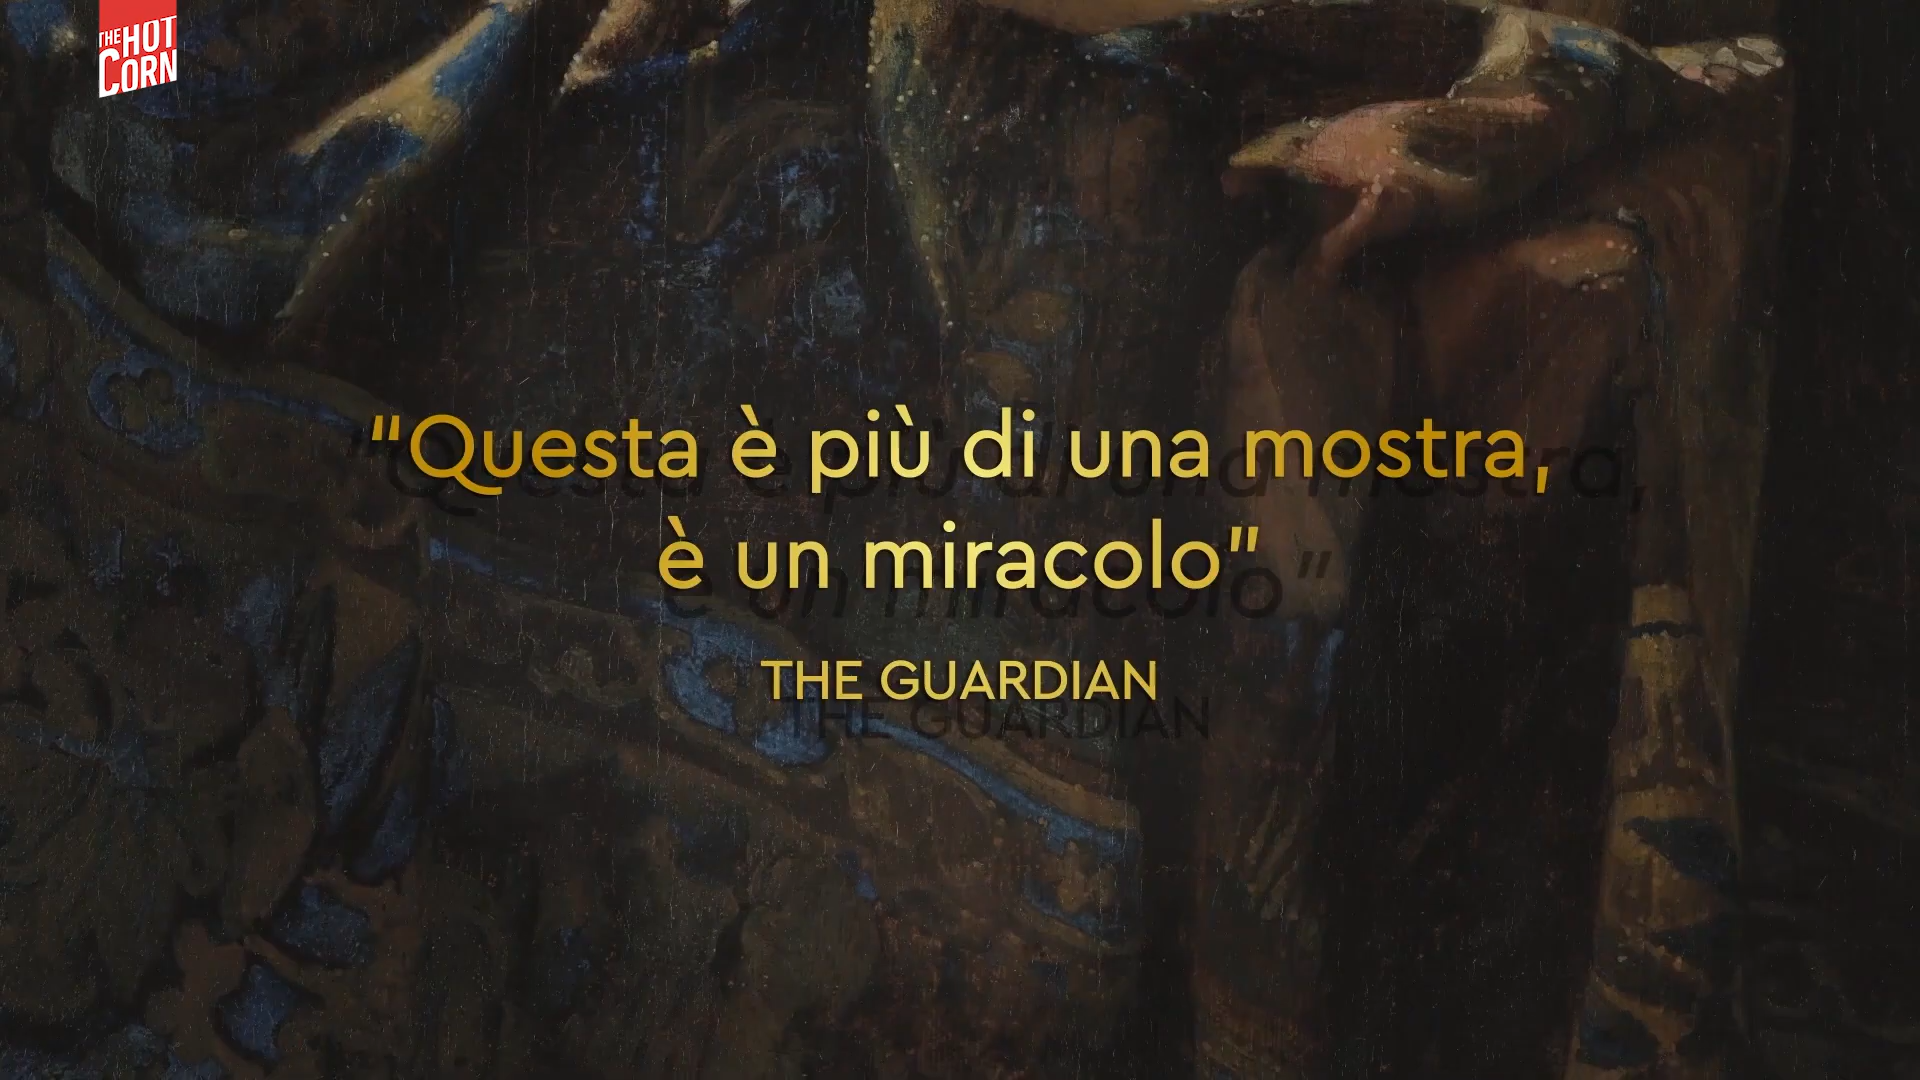 THE HOT
CORN
"Questa è più di una mostra,
è un miracolo"
THE GUARDIAN